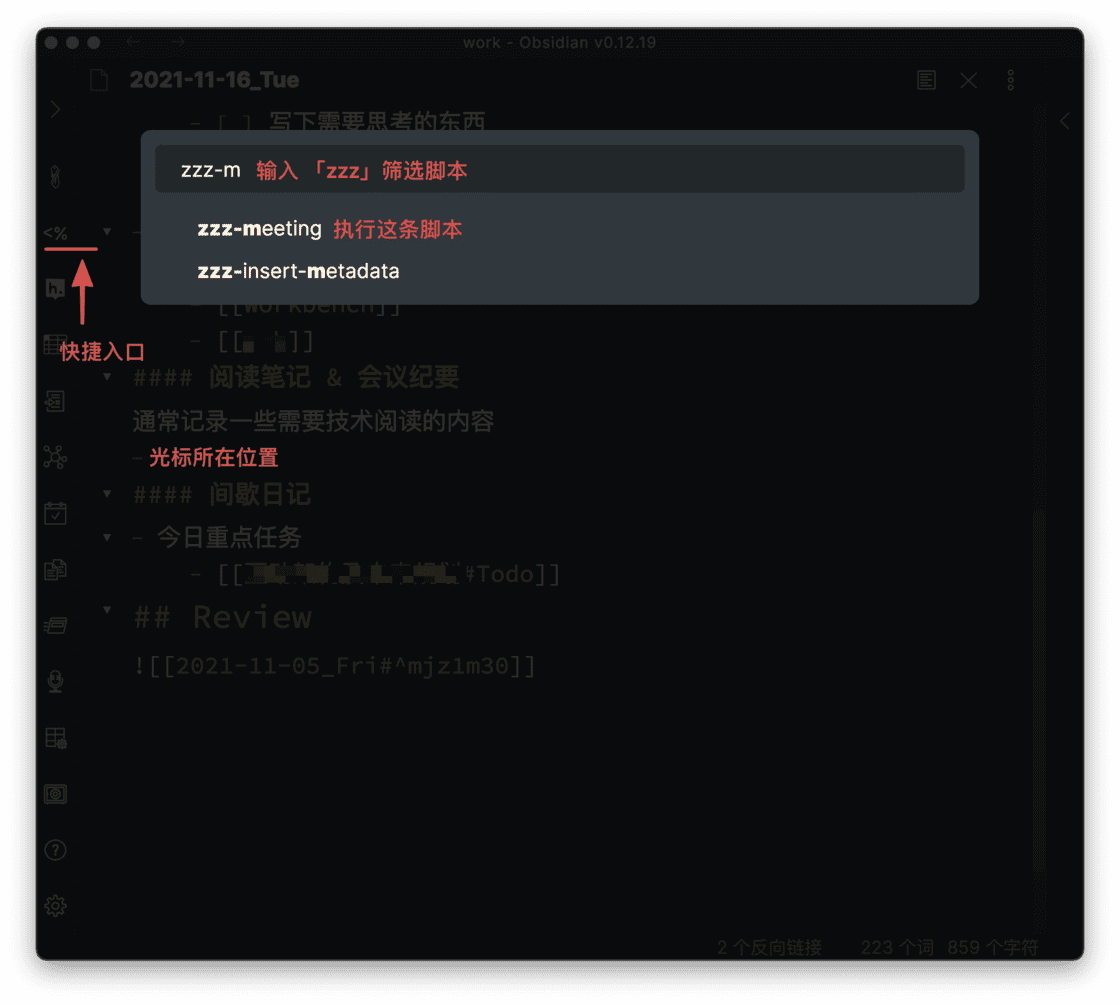 work - Obsidian v0.12.19
2021-11-16_Tue
- [ ] 写下需要思考的东西
zzz-m 输入 「zzz」筛选脚本
<%
zzz-meeting 执行这条脚本
zzz-insert-metadata
h.
- [[Workbench]]
- [[ ]]
快捷入口
#### 阅读笔记 & 会议纪要
通常记录一些需要技术阅读的内容
- 光标所在位置
#### 间歇日记
- 今日重点任务
- [[ #Todo]]
## Review
![[2021-11-05_Fri#^mjz1m30]]
2 个反向链接 223 个词 859 个字符